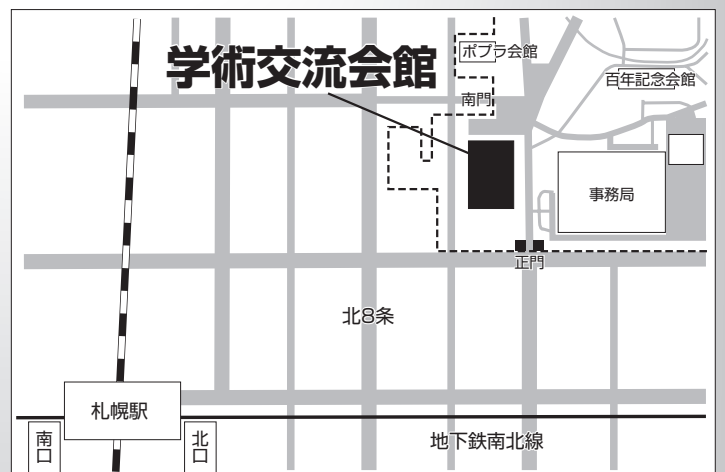 学術交流会館
ポプラ会館
百年記念会館
南門
事務局
正門
北8条
札幌駅
地下鉄南北線
南口
北口